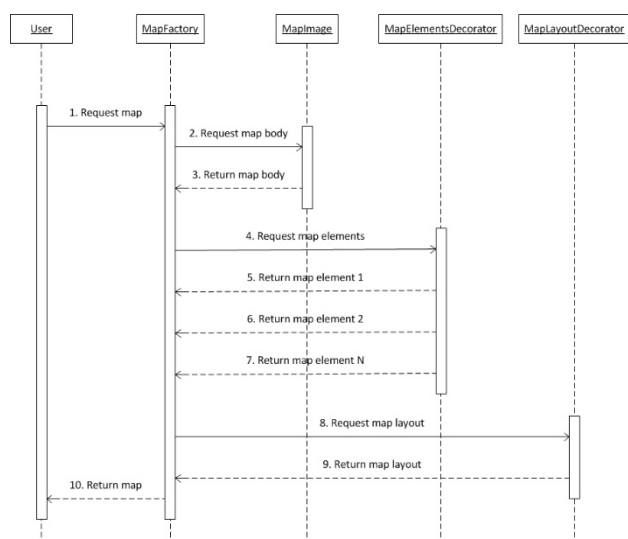 User MapFactory MapImage MapElementsDecorator MapLayoutDecorator
1. Request map
2. Request map body
3. Return map body
4. Request map elements
5. Return map element 1
6. Return map element 2
7. Return map element N
8. Request map layout
9. Return map layout
10. Return map